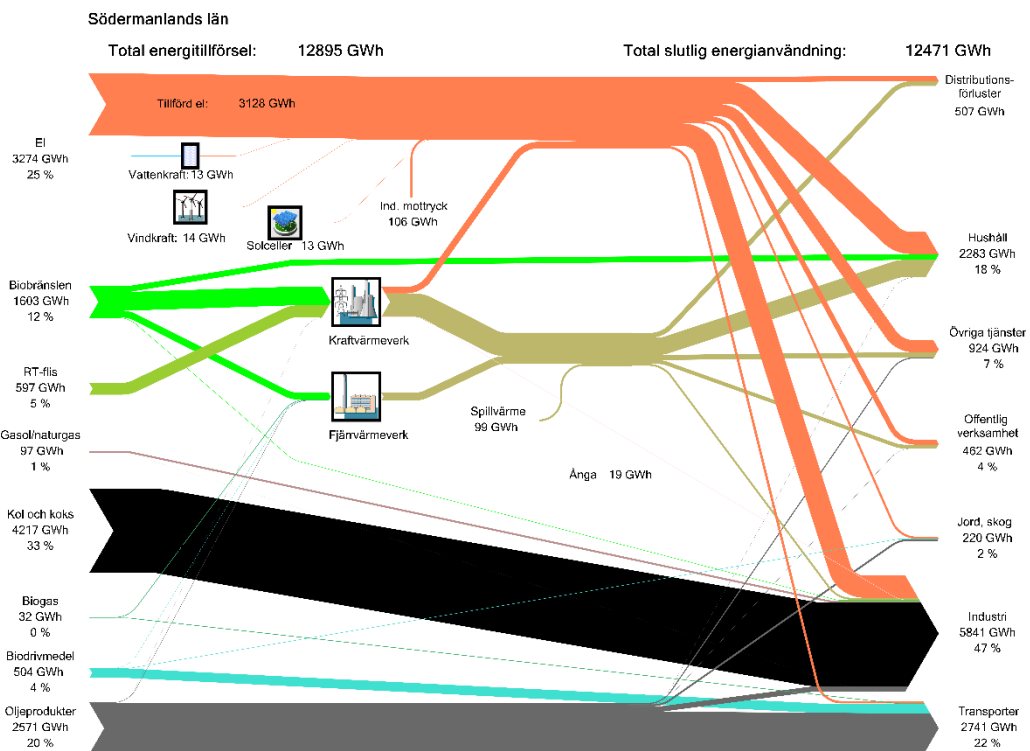 Södermanlands län
Total energitillförsel: 12895 GWh
Total slutlig energianvändning: 12471 GWh
Tillförd el: 3128 GWh
El
3274 GWh
25 %
Vattenkraft: 13 GWh
Vindkraft: 14 GWh
Solceller 13 GWh
Ind. mottryck
106 GWh
Biobränslen
1603 GWh
12 %
Kraftvärmeverk
RT-flis
597 GWh
5 %
Fjärrvärmeverk
Spillvärme
99 GWh
Gasol/naturgas
97 GWh
1 %
Ånga 19 GWh
Kol och koks
4217 GWh
33 %
Biogas
32 GWh
0 %
Biodrivmedel
504 GWh
4 %
Oljeprodukter
2571 GWh
20 %
Distributions-
förluster
507 GWh
Hushåll
2283 GWh
18 %
Övriga tjänster
924 GWh
7 %
Offentlig
verksamhet
462 GWh
4 %
Jord, skog
220 GWh
2 %
Industri
5841 GWh
47 %
Transporter
2741 GWh
22 %